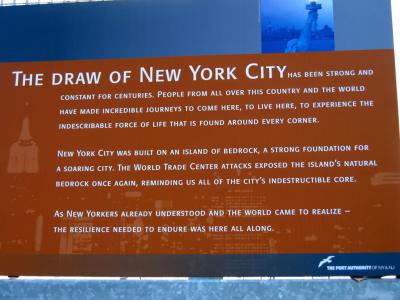 The draw of New York City has been strong and
constant for centuries. People from all over this country and the world
have made incredible journeys to come here, to live here, to experience the
indescribable force of life that is found around every corner.
New York City was built on an island of bedrock, a strong foundation for
a soaring city. The World Trade Center attacks exposed the island's natural
bedrock once again, reminding us all of the city's indestructible core.
As New Yorkers already understood and the world came to realize –
the resilience needed to endure was here all along.
THE PORT AUTHORITY OF NY & NJ